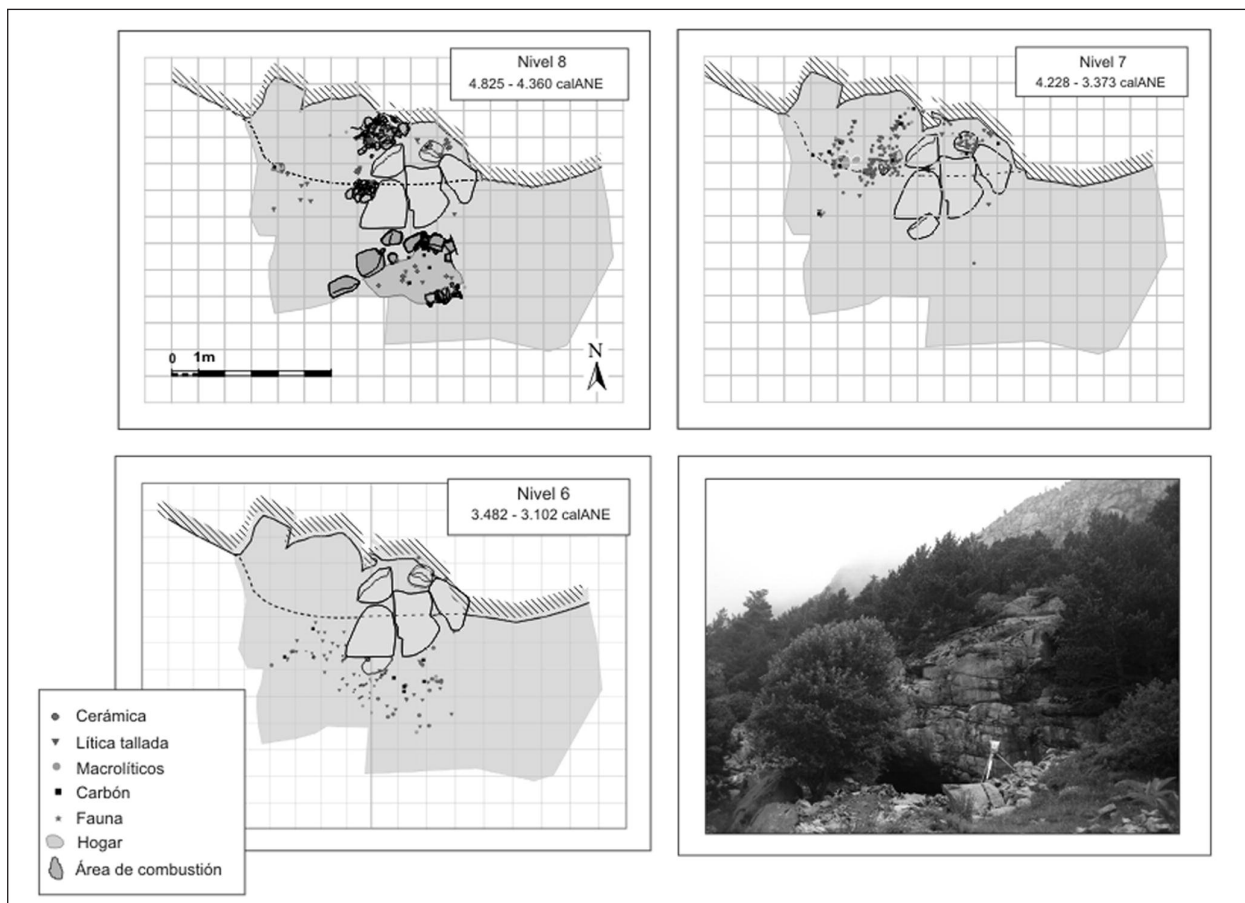 Nivel 8
4.825 - 4.360 calANE
Nivel 7
4.228 - 3.373 calANE
0 1m
N
Nivel 6
3.482 - 3.102 calANE
Cerámica
Lítica tallada
Macrolíticos
Carbón
Fauna
Hogar
Área de combustión